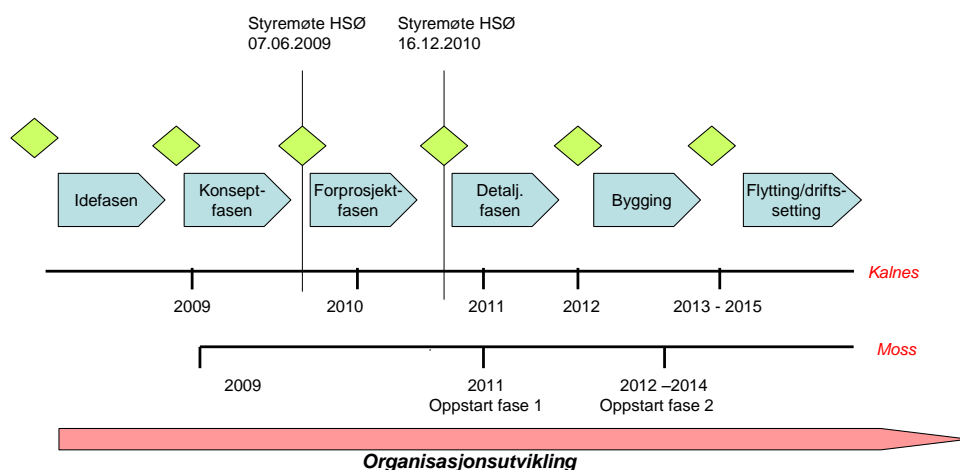 Styremøte HSØ
07.06.2009
Styremøte HSØ
16.12.2010
Idefasen
Konsept-
fasen
Forprosjekt-
fasen
Detalj.
fasen
Bygging
Flytting/drifts-
setting
Kalnes
2009
2010
2011
2012
2013 - 2015
Moss
2009
2011
Oppstart fase 1
2012 –2014
Oppstart fase 2
Organisasjonsutvikling